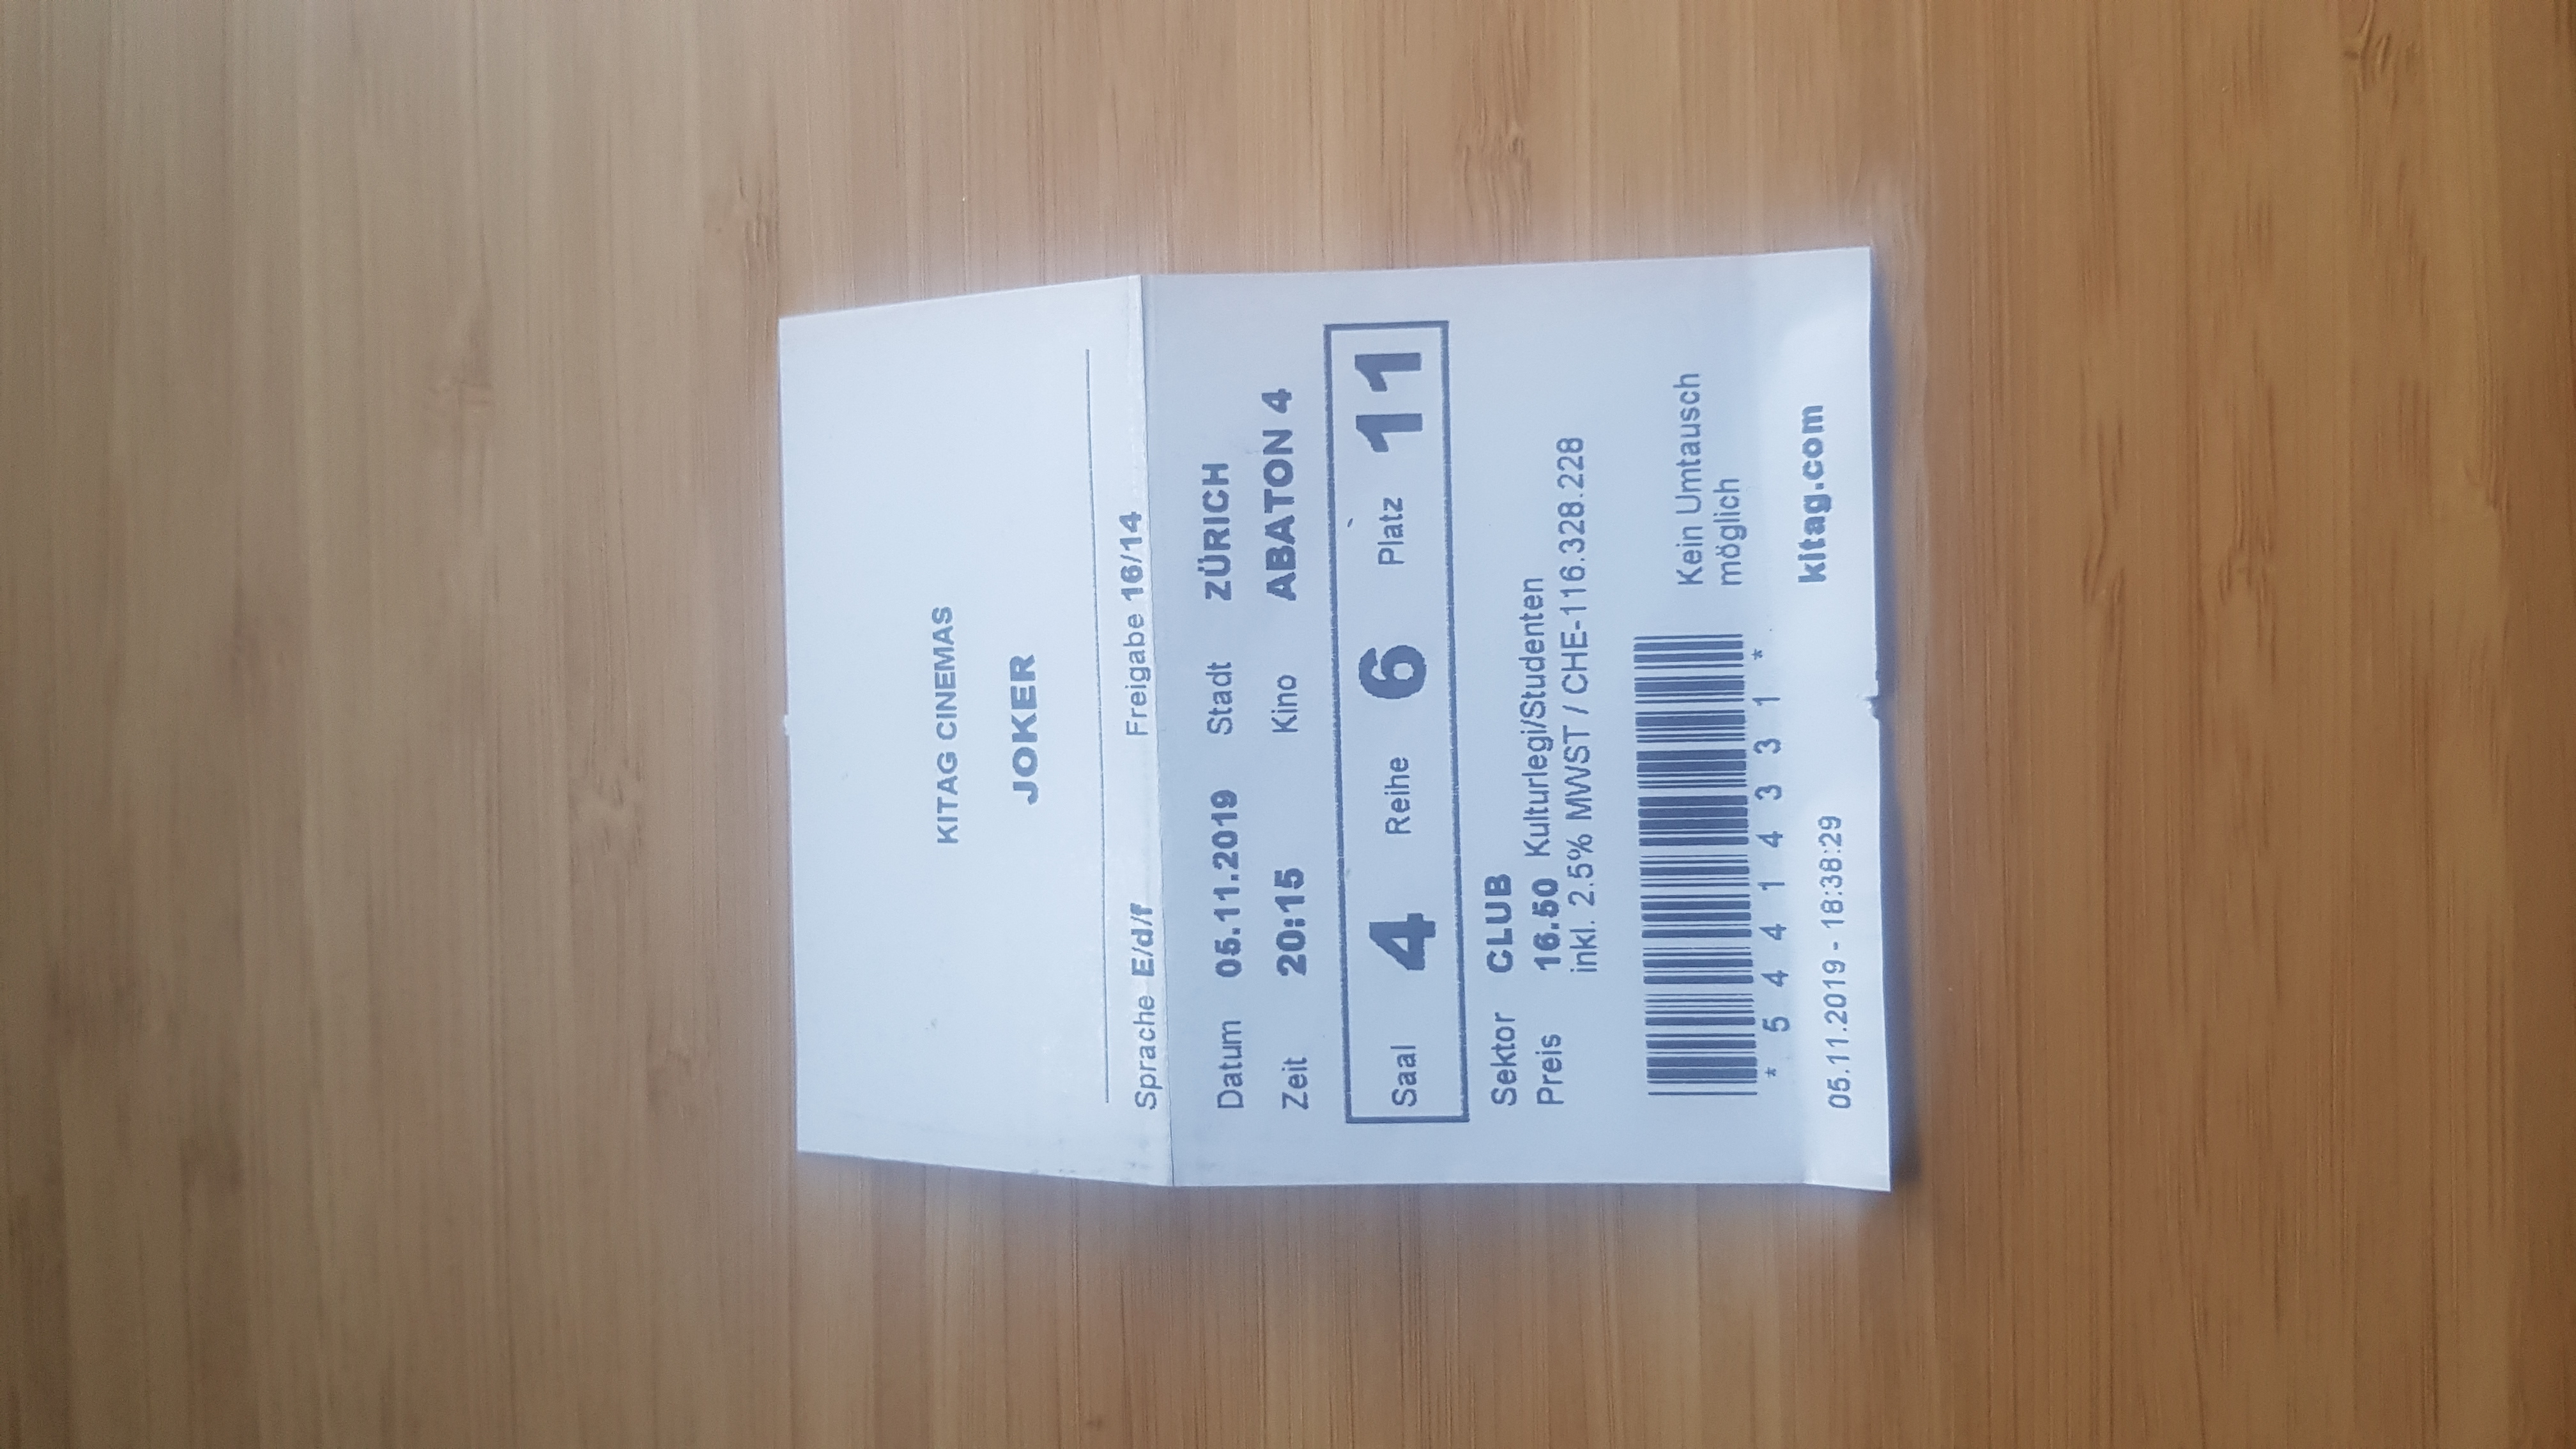 KITAG CINEMAS
JOKER
Sprache E/d/f Freigabe 16/14
Datum 05.11.2019 Stadt ZÜRICH
Zeit 20:15 Kino ABATON 4
Saal 4 Reihe 6 Platz 11
Sektor CLUB
Preis 16.50 Kulturlegi/Studenten
inkl. 2.5% MWST / CHE-116.328.228
Kein Umtausch
möglich
* 5 4 4 1 4 3 3 1 *
kitag.com
05.11.2019 - 18:38:29